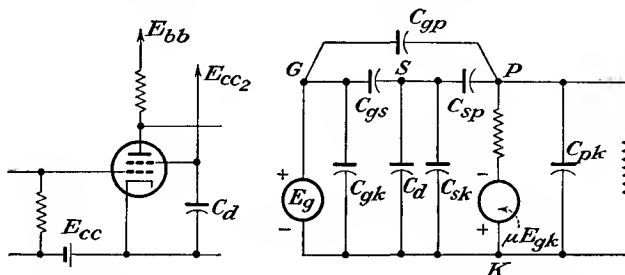 E_bb
E_cc2
C_d
E_cc
C_gp
G
S
P
C_gs
C_sp
+
E_g
-
C_gk
C_d
C_sk
-
+
μE_gk
C_pk
K